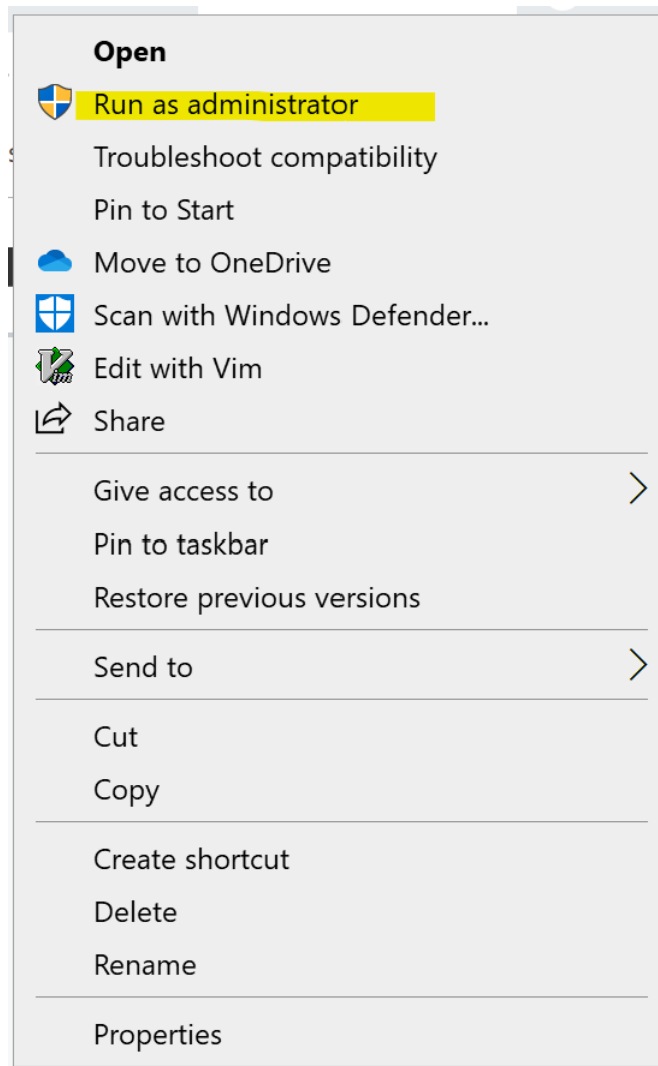 Open
Run as administrator
Troubleshoot compatibility
Pin to Start
Move to OneDrive
Scan with Windows Defender...
Edit with Vim
Share
Give access to
Pin to taskbar
Restore previous versions
Send to
Cut
Copy
Create shortcut
Delete
Rename
Properties